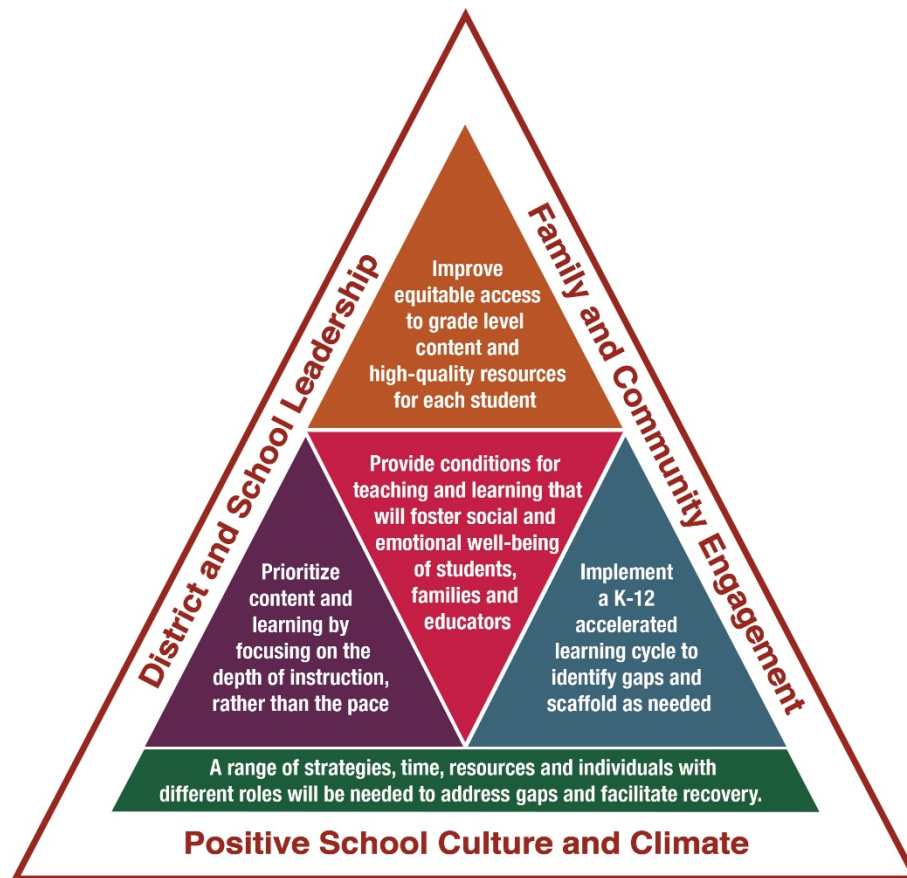 District and School Leadership
Family and Community Engagement
Improve
equitable access
to grade level
content and
high-quality resources
for each student
Provide conditions for
teaching and learning that
will foster social and
emotional well-being
of students,
families and
educators
Prioritize
content and
learning by
focusing on the
depth of instruction,
rather than the pace
Implement
a K-12
accelerated
learning cycle to
identify gaps and
scaffold as needed
A range of strategies, time, resources and individuals with
different roles will be needed to address gaps and facilitate recovery.
Positive School Culture and Climate